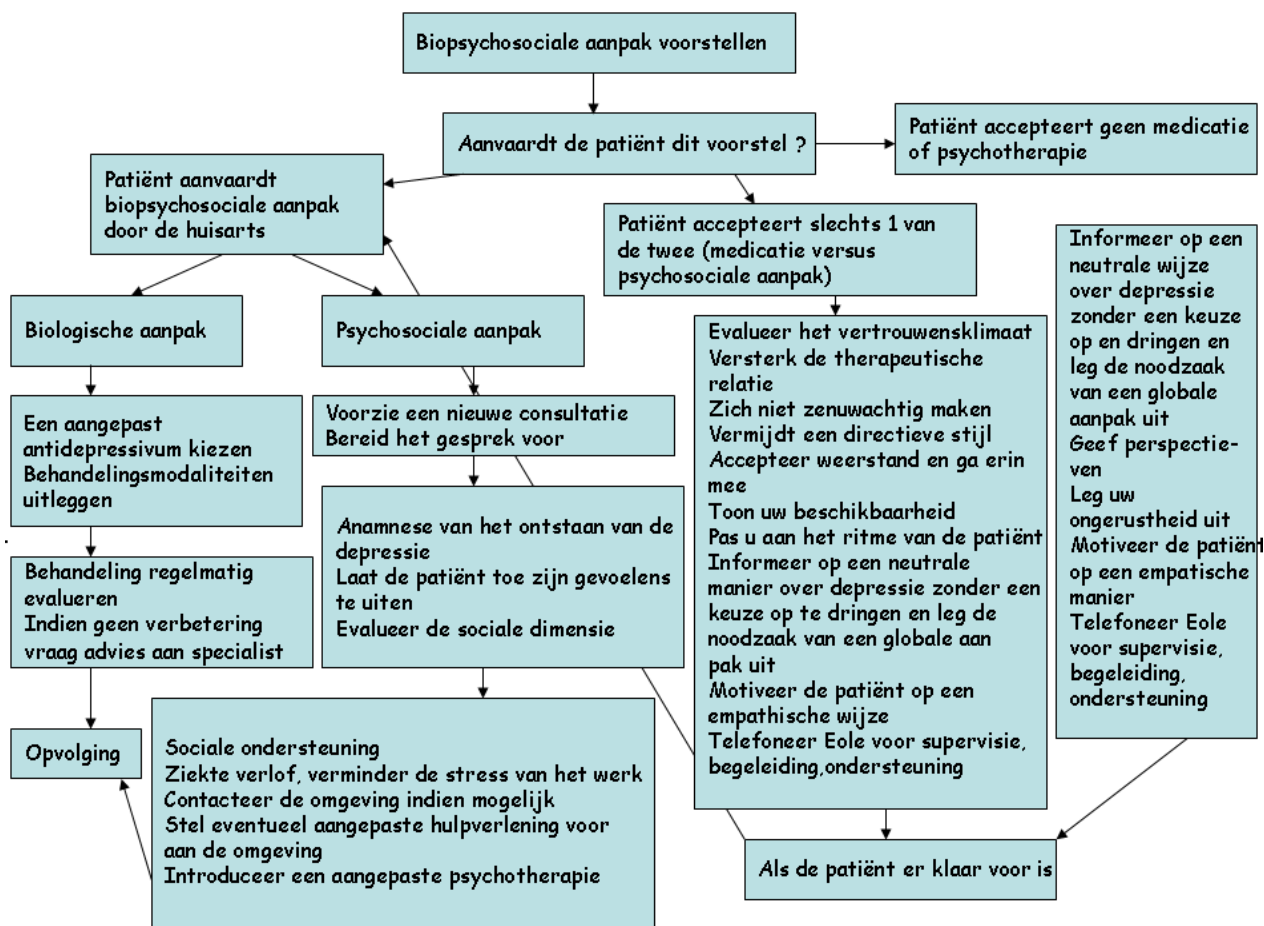 Biopsychosociale aanpak voorstellen
Aanvaardt de patiënt dit voorstel ?
Patiënt accepteert geen medicatie
of psychotherapie
Patiënt aanvaardt
biopsychosociale aanpak
door de huisarts
Patiënt accepteert slechts 1 van
de twee (medicatie versus
psychosociale aanpak)
Informeer op een
neutrale wijze
over depressie
zonder een keuze
op en dringen en
leg de noodzaak
van een globale
aanpak uit
Geef perspectie-
ven
Leg uw
ongerustheid uit
Motiveer de patiënt
op een empatische
manier
Telefoneer Eole
voor supervisie,
begeleiding,
ondersteuning
Biologische aanpak
Psychosociale aanpak
Evalueer het vertrouwensklimaat
Versterk de therapeutische
relatie
Zich niet zenuwachtig maken
Vermijdt een directieve stijl
Accepteer weerstand en ga erin
mee
Toon uw beschikbaarheid
Pas u aan het ritme van de patiënt
Informeer op een neutrale
manier over depressie zonder een
keuze op te dringen en leg de
noodzaak van een globale aan
pak uit
Motiveer de patiënt op een
empathische wijze
Telefoneer Eole voor supervisie,
begeleiding,ondersteuning
Een aangepast
antidepressivum kiezen
Behandelingsmodaliteiten
uitleggen
Voorzie een nieuwe consultatie
Bereid het gesprek voor
Anamnese van het ontstaan van de
depressie
Laat de patiënt toe zijn gevoelens
te uiten
Evalueer de sociale dimensie
.
Behandeling regelmatig
evalueren
Indien geen verbetering
vraag advies aan specialist
Opvolging
Sociale ondersteuning
Ziekte verlof, verminder de stress van het werk
Contacteer de omgeving indien mogelijk
Stel eventueel aangepaste hulpverlening voor
aan de omgeving
Introduceer een aangepaste psychotherapie
Als de patiënt er klaar voor is